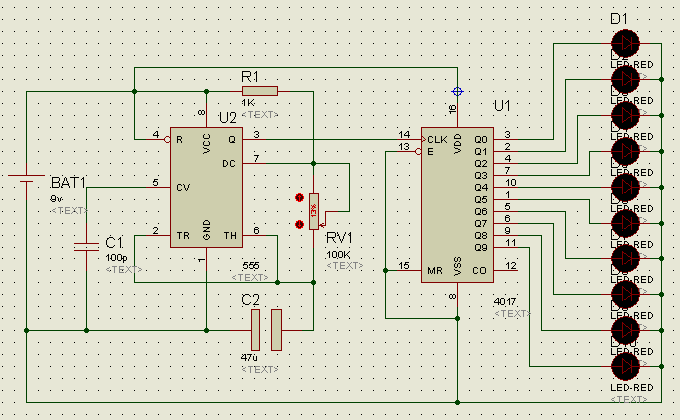 D1
LED-RED
R1
1K
<TEXT>
U2
U1
8
16
4 R VCC Q 3
14 CLK VDD Q0 3
13 E Q1 2
DC 7
Q2 4
Q3 7
5 CV
Q4 10
Q5 1
Q6 5
Q7 6
Q8 9
Q9 11
2 TR GND TH 6
1
15 MR VSS CO 12
8
BAT1
9v
<TEXT>
C1
100p
<TEXT>
13%
RV1
100K
<TEXT>
555
<TEXT>
4017
<TEXT>
C2
47u
<TEXT>
LED-RED
LED-RED
LED-RED
LED-RED
LED-RED
LED-RED
LED-RED
LED-RED
LED-RED
<TEXT>